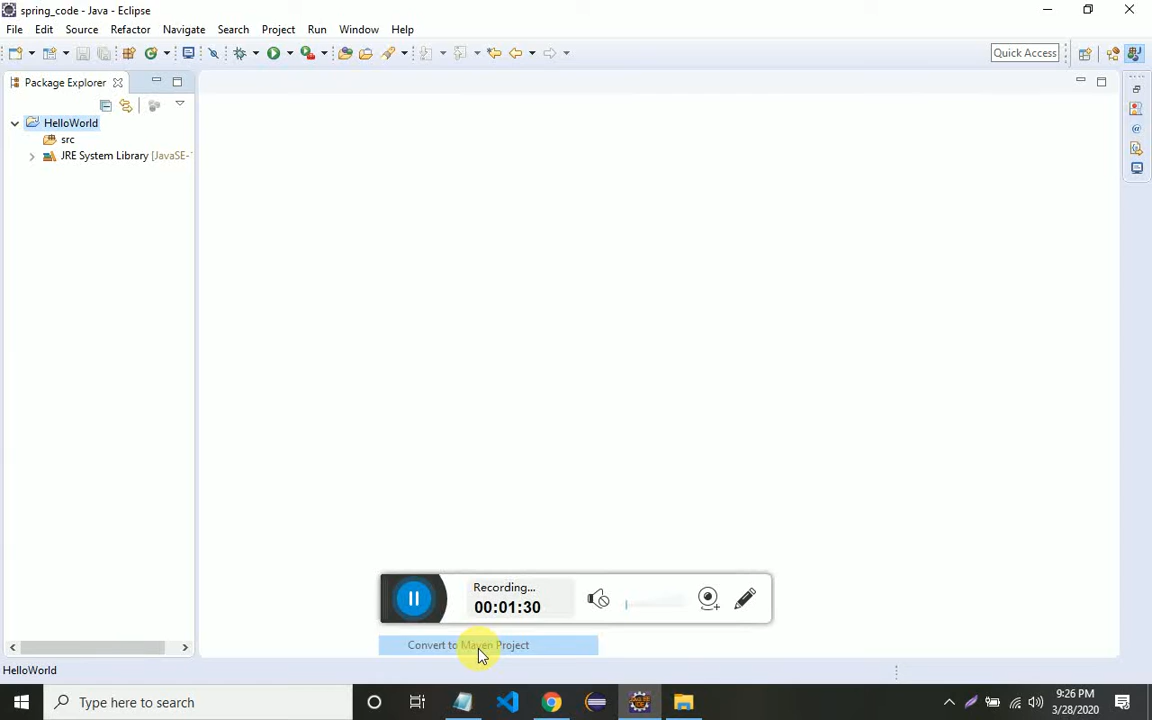 spring_code - Java - Eclipse
File Edit Source Refactor Navigate Search Project Run Window Help
Quick Access
Package Explorer
HelloWorld
src
JRE System Library [JavaSE-
Recording...
00:01:30
Convert to Maven Project
HelloWorld
Type here to search
9:26 PM
3/28/2020